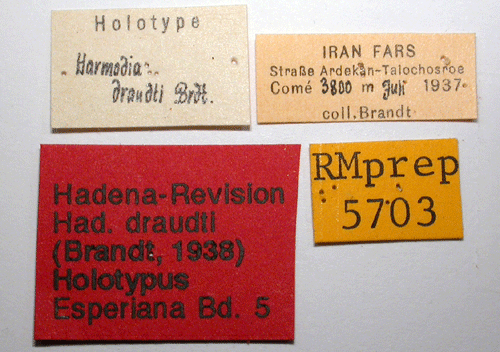 Holotype
Harmodia
draudti Brdt.
IRAN FARS
Straße Ardekan-Talochosroe
Comé 3800 m Juli 1937
coll. Brandt
Hadena-Revision
Had. draudti
(Brandt, 1938)
Holotypus
Esperiana Bd. 5
RMprep
5703